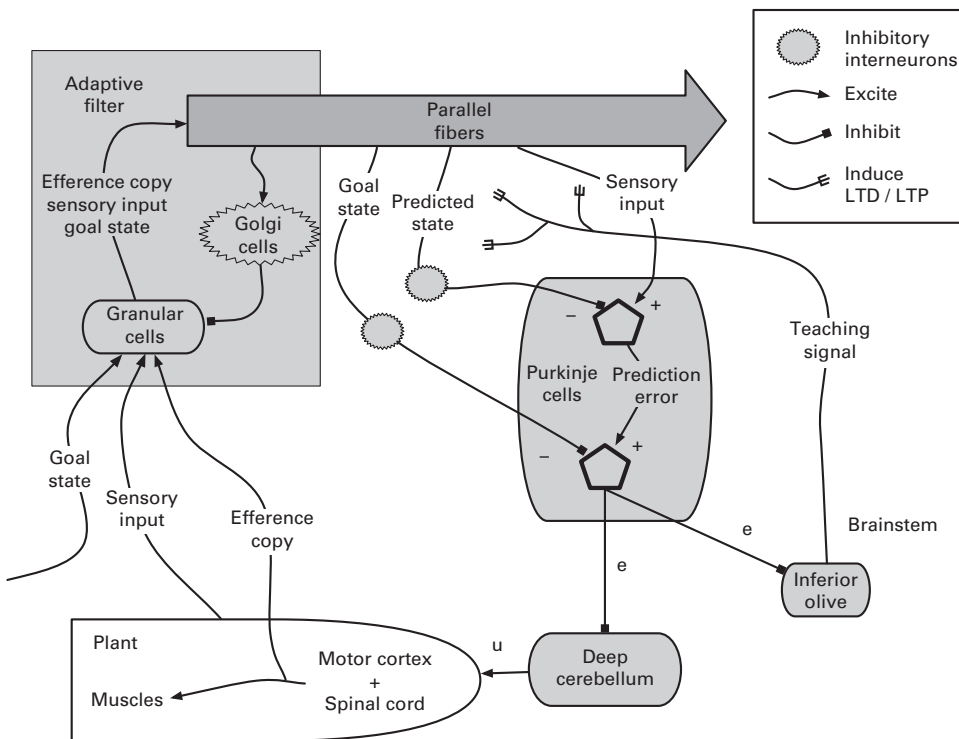 Adaptive
filter
Parallel
fibers
Efference copy
sensory input
goal state
Golgi
cells
Granular
cells
Goal
state
Predicted
state
Sensory
input
Inhibitory
interneurons
Excite
Inhibit
Induce
LTD / LTP
–
+
Purkinje
cells
Prediction
error
–
+
Teaching
signal
Goal
state
Sensory
input
Efference
copy
e
e
Brainstem
Inferior
olive
Plant
Muscles
Motor cortex
+
Spinal cord
u
Deep
cerebellum